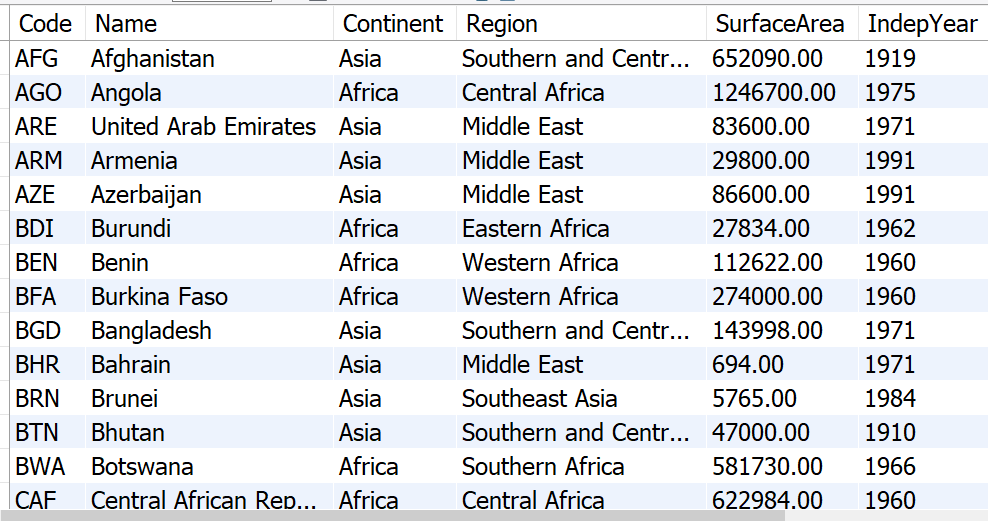 Code Name Continent Region SurfaceArea IndepYear
AFG Afghanistan Asia Southern and Centr... 652090.00 1919
AGO Angola Africa Central Africa 1246700.00 1975
ARE United Arab Emirates Asia Middle East 83600.00 1971
ARM Armenia Asia Middle East 29800.00 1991
AZE Azerbaijan Asia Middle East 86600.00 1991
BDI Burundi Africa Eastern Africa 27834.00 1962
BEN Benin Africa Western Africa 112622.00 1960
BFA Burkina Faso Africa Western Africa 274000.00 1960
BGD Bangladesh Asia Southern and Centr... 143998.00 1971
BHR Bahrain Asia Middle East 694.00 1971
BRN Brunei Asia Southeast Asia 5765.00 1984
BTN Bhutan Asia Southern and Centr... 47000.00 1910
BWA Botswana Africa Southern Africa 581730.00 1966
CAF Central African Rep... Africa Central Africa 622984.00 1960